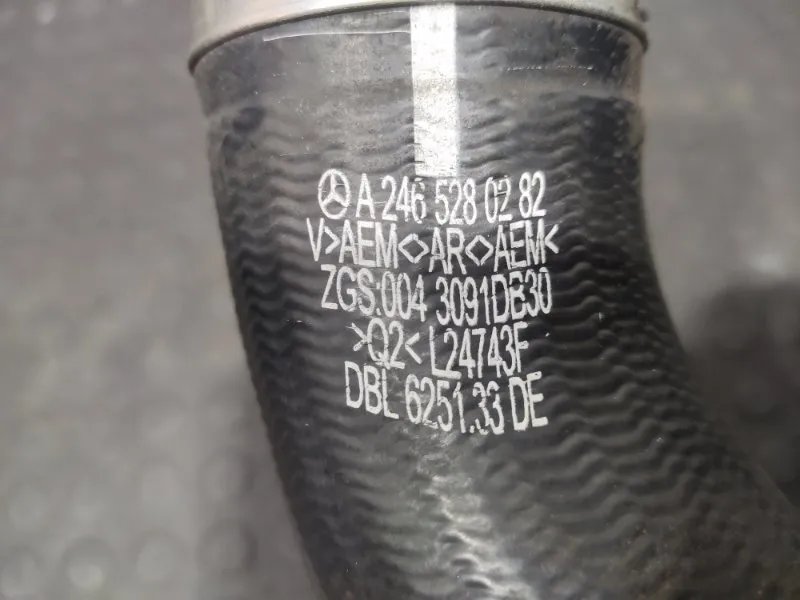 A 246 528 02 82
V>AEM<>AR<>AEM<
ZGS:004 3091DB30
>Q2< L24743F
DBL 6251.33 DE